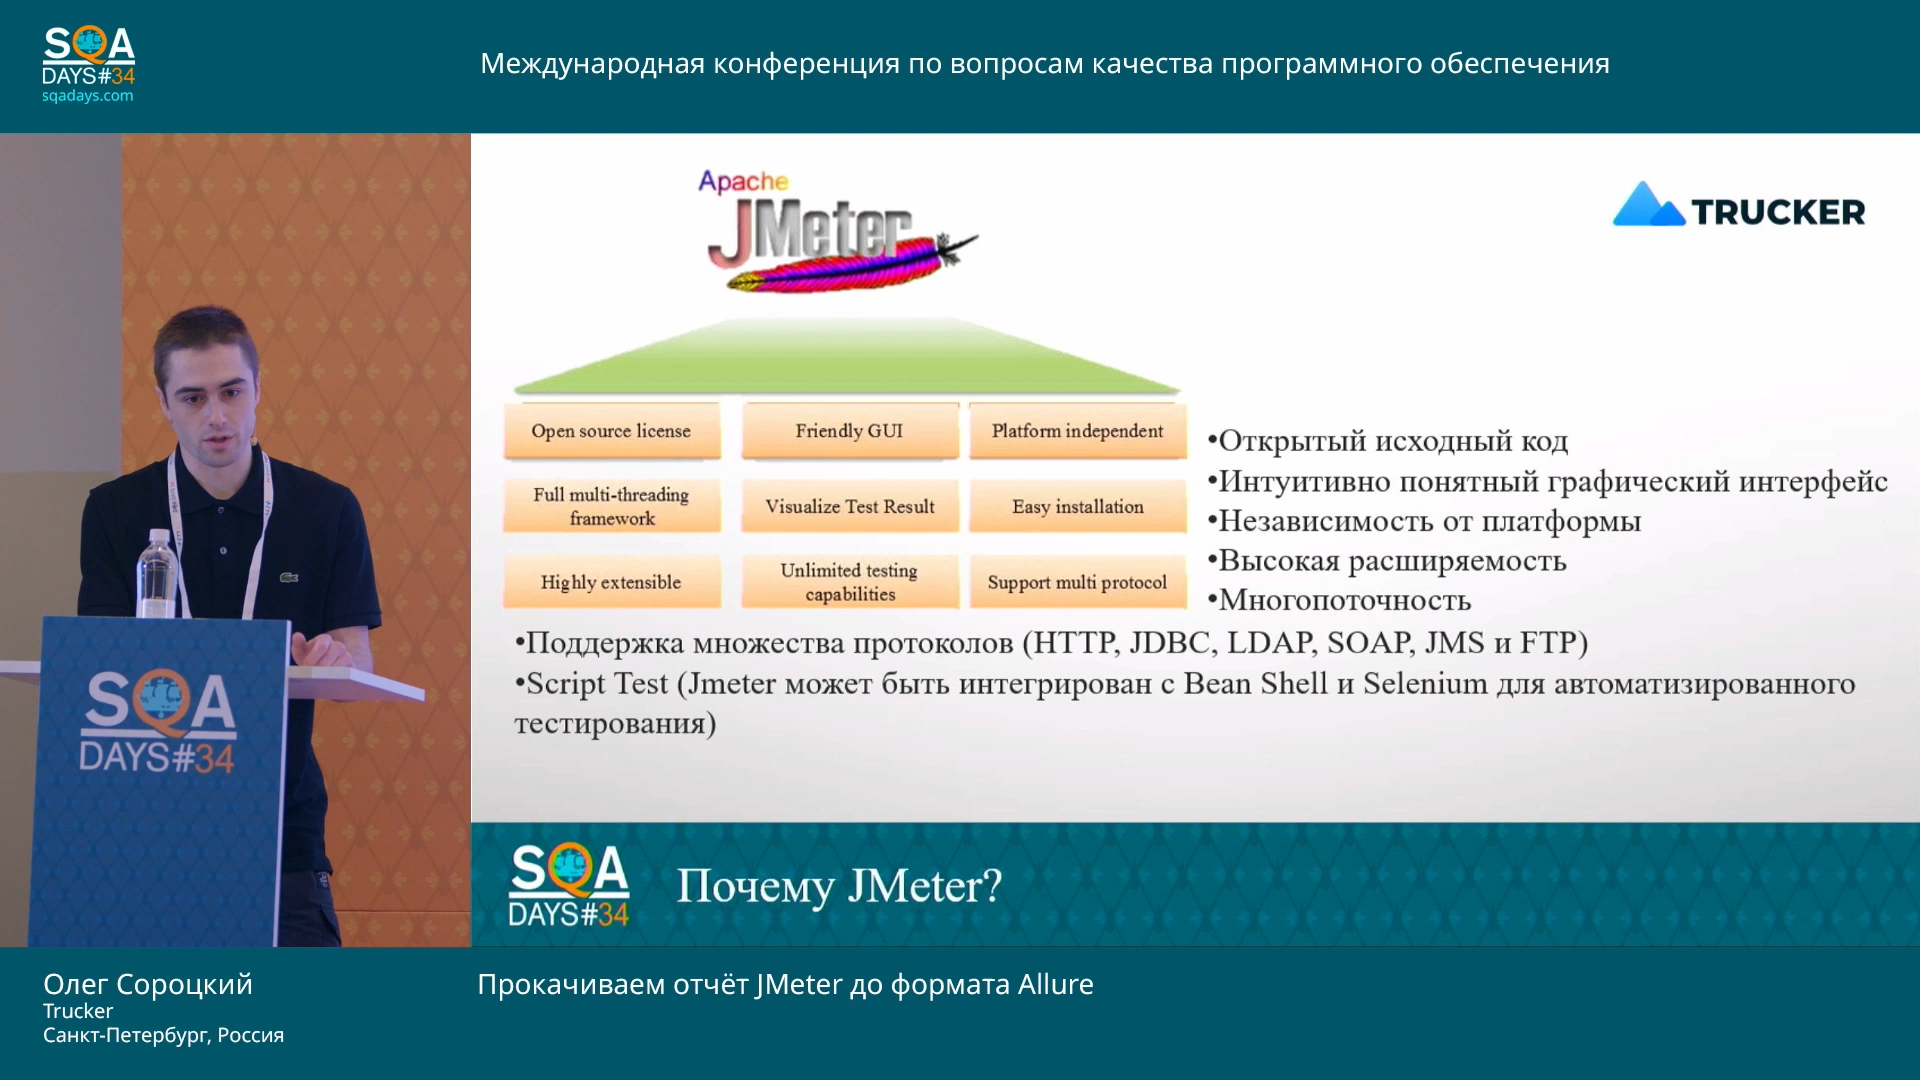 SQA
DAYS#34
sqadays.com
Международная конференция по вопросам качества программного обеспечения
Apache
JMeter
TRUCKER
Open source license
Friendly GUI
Platform independent
Full multi-threading
framework
Visualize Test Result
Easy installation
Highly extensible
Unlimited testing
capabilities
Support multi protocol
•Открытый исходный код
•Интуитивно понятный графический интерфейс
•Независимость от платформы
•Высокая расширяемость
•Многопоточность
•Поддержка множества протоколов (HTTP, JDBC, LDAP, SOAP, JMS и FTP)
•Script Test (Jmeter может быть интегрирован с Bean Shell и Selenium для автоматизированного
тестирования)
SQA
DAYS#34
SQA
DAYS#34
Почему JMeter?
Олег Сороцкий
Trucker
Санкт-Петербург, Россия
Прокачиваем отчёт JMeter до формата Allure